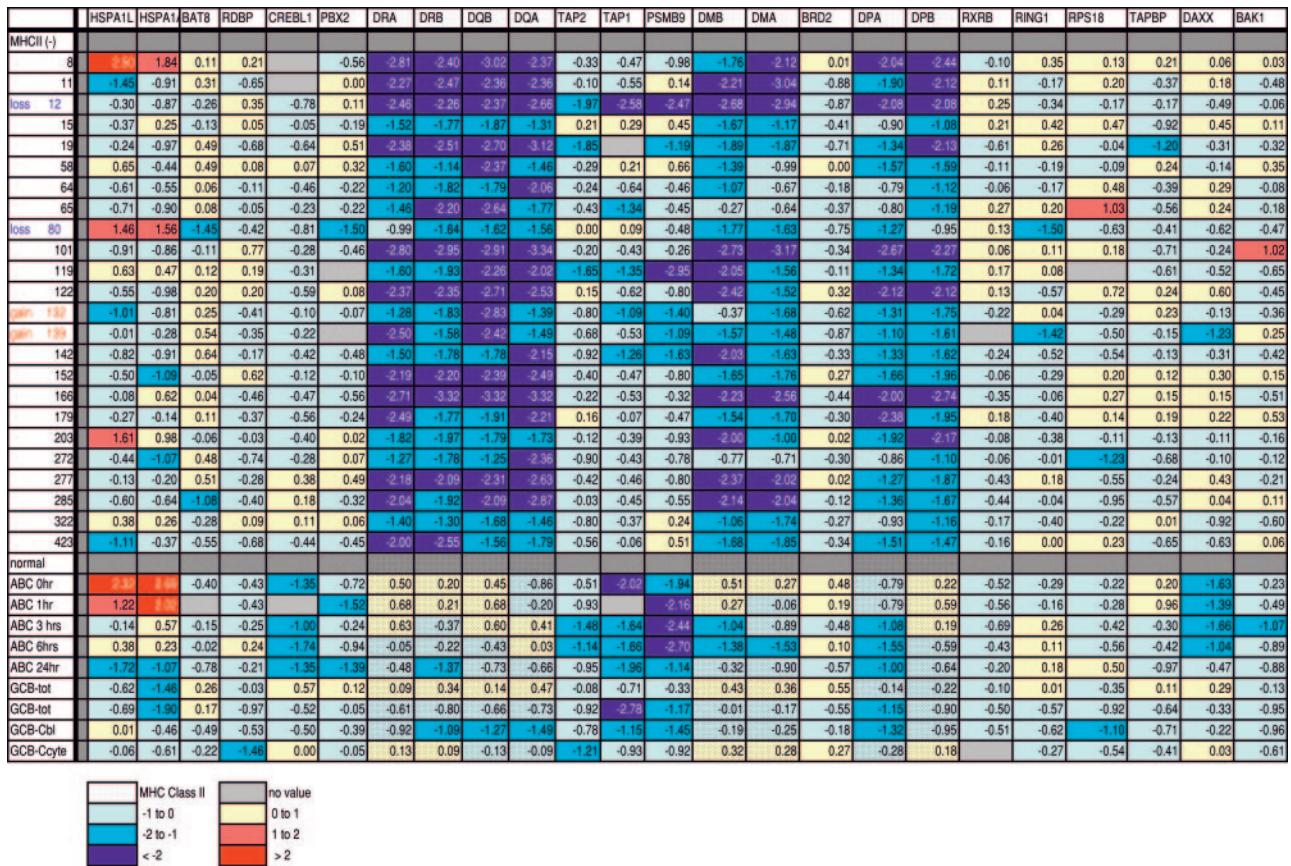 HSPA1L HSPA1A BAT8 RDBP CREBL1 PBX2 DRA DRB DQB DQA TAP2 TAP1 PSMB9 DMB DMA BRD2 DPA DPB RXRB RING1 RPS18 TAPBP DAXX BAK1
MHCII (-)
8 2.90 1.84 0.11 0.21 -0.56 -2.81 -2.40 -3.02 -2.37 -0.33 -0.47 -0.98 -1.76 -2.12 0.01 -2.04 -2.44 -0.10 0.35 0.13 0.21 0.06 0.03
11 -1.45 -0.91 0.31 -0.65 0.00 -2.27 -2.47 -2.36 -2.36 -0.10 -0.55 0.14 -2.21 -3.04 -0.88 -1.90 -2.12 0.11 -0.17 0.20 -0.37 0.18 -0.48
loss 12 -0.30 -0.87 -0.26 0.35 -0.78 0.11 -2.46 -2.26 -2.37 -2.66 -1.97 -2.58 -2.47 -2.68 -2.94 -0.87 -2.08 -2.08 0.25 -0.34 -0.17 -0.17 -0.49 -0.06
15 -0.37 0.25 -0.13 0.05 -0.05 -0.19 -1.52 -1.77 -1.87 -1.31 0.21 0.29 0.45 -1.67 -1.17 -0.41 -0.90 -1.08 0.21 0.42 0.47 -0.92 0.45 0.11
19 -0.24 -0.97 0.49 -0.68 -0.64 0.51 -2.38 -2.51 -2.70 -3.12 -1.85 -1.19 -1.89 -1.87 -0.71 -1.34 -2.13 -0.61 0.26 -0.04 -1.20 -0.31 -0.32
58 0.65 -0.44 0.49 0.08 0.07 0.32 -1.60 -1.14 -2.37 -1.46 -0.29 0.21 0.66 -1.39 -0.99 0.00 -1.57 -1.59 -0.11 -0.19 -0.09 0.24 -0.14 0.35
64 -0.61 -0.55 0.06 -0.11 -0.46 -0.22 -1.20 -1.82 -1.79 -2.06 -0.24 -0.64 -0.46 -1.07 -0.67 -0.18 -0.79 -1.12 -0.06 -0.17 0.48 -0.39 0.29 -0.08
65 -0.71 -0.90 0.08 -0.05 -0.23 -0.22 -1.46 -2.20 -2.64 -1.77 -0.43 -1.34 -0.45 -0.27 -0.64 -0.37 -0.80 -1.19 0.27 0.20 1.03 -0.56 0.24 -0.18
loss 80 1.46 1.56 -1.45 -0.42 -0.81 -1.50 -0.99 -1.64 -1.62 -1.56 0.00 0.09 -0.48 -1.77 -1.63 -0.75 -1.27 -0.95 0.13 -1.50 -0.63 -0.41 -0.62 -0.47
101 -0.91 -0.86 -0.11 0.77 -0.28 -0.46 -2.80 -2.95 -2.91 -3.34 -0.20 -0.43 -0.26 -2.73 -3.17 -0.34 -2.67 -2.27 0.06 0.11 0.18 -0.71 -0.24 1.02
119 0.63 0.47 0.12 0.19 -0.31 -1.60 -1.93 -2.26 -2.02 -1.65 -1.35 -2.95 -2.05 -1.56 -0.11 -1.34 -1.72 0.17 0.08 -0.61 -0.52 -0.65
122 -0.55 -0.98 0.20 0.20 -0.59 0.08 -2.37 -2.35 -2.71 -2.53 0.15 -0.62 -0.80 -2.42 -1.52 0.32 -2.12 -2.12 0.13 -0.57 0.72 0.24 0.60 -0.45
gain 132 -1.01 -0.81 0.25 -0.41 -0.10 -0.07 -1.28 -1.83 -2.83 -1.39 -0.80 -1.09 -1.40 -0.37 -1.68 -0.62 -1.31 -1.75 -0.22 0.04 -0.29 0.23 -0.13 -0.36
gain 139 -0.01 -0.28 0.54 -0.35 -0.22 -2.50 -1.58 -2.42 -1.49 -0.68 -0.53 -1.09 -1.57 -1.48 -0.87 -1.10 -1.61 -1.42 -0.50 -0.15 -1.23 0.25
142 -0.82 -0.91 0.64 -0.17 -0.42 -0.48 -1.50 -1.78 -1.78 -2.15 -0.92 -1.26 -1.63 -2.03 -1.63 -0.33 -1.33 -1.62 -0.24 -0.52 -0.54 -0.13 -0.31 -0.42
152 -0.50 -1.09 -0.05 0.62 -0.12 -0.10 -2.19 -2.20 -2.39 -2.49 -0.40 -0.47 -0.80 -1.65 -1.76 0.27 -1.66 -1.96 -0.06 -0.29 0.20 0.12 0.30 0.15
166 -0.08 0.62 0.04 -0.46 -0.47 -0.56 -2.71 -3.32 -3.32 -3.32 -0.22 -0.53 -0.32 -2.23 -2.56 -0.44 -2.00 -2.74 -0.35 -0.06 0.27 0.15 0.15 -0.51
179 -0.27 -0.14 0.11 -0.37 -0.56 -0.24 -2.49 -1.77 -1.91 -2.21 0.16 -0.07 -0.47 -1.54 -1.70 -0.30 -2.38 -1.95 0.18 -0.40 0.14 0.19 0.22 0.53
203 1.61 0.98 -0.06 -0.03 -0.40 0.02 -1.82 -1.97 -1.79 -1.73 -0.12 -0.39 -0.93 -2.00 -1.00 0.02 -1.92 -2.17 -0.08 -0.38 -0.11 -0.13 -0.11 -0.16
272 -0.44 -1.07 0.48 -0.74 -0.28 0.07 -1.27 -1.78 -1.25 -2.36 -0.90 -0.43 -0.78 -0.77 -0.71 -0.30 -0.86 -1.10 -0.06 -0.01 -1.23 -0.68 -0.10 -0.12
277 -0.13 -0.20 0.51 -0.28 0.38 0.49 -2.18 -2.09 -2.31 -2.63 -0.42 -0.46 -0.80 -2.37 -2.02 0.02 -1.27 -1.87 -0.43 0.18 -0.55 -0.24 0.43 -0.21
285 -0.60 -0.64 -1.08 -0.40 0.18 -0.32 -2.04 -1.92 -2.09 -2.87 -0.03 -0.45 -0.55 -2.14 -2.04 -0.12 -1.36 -1.67 -0.44 -0.04 -0.95 -0.57 0.04 0.11
322 0.38 0.26 -0.28 0.09 0.11 0.06 -1.40 -1.30 -1.68 -1.46 -0.80 -0.37 0.24 -1.06 -1.74 -0.27 -0.93 -1.16 -0.17 -0.40 -0.22 0.01 -0.92 -0.60
423 -1.11 -0.37 -0.55 -0.68 -0.44 -0.45 -2.00 -2.55 -1.56 -1.79 -0.56 -0.06 0.51 -1.68 -1.85 -0.34 -1.51 -1.47 -0.16 0.00 0.23 -0.65 -0.63 0.06
normal
ABC 0hr 2.32 -0.40 -0.43 -1.35 -0.72 0.50 0.20 0.45 -0.86 -0.51 -2.02 -1.94 0.51 0.27 0.48 -0.79 0.22 -0.52 -0.29 -0.22 0.20 -1.63 -0.23
ABC 1hr 1.22 2.02 -0.43 -1.52 0.68 0.21 0.68 -0.20 -0.93 -2.16 0.27 -0.06 0.19 -0.79 0.59 -0.56 -0.16 -0.28 0.96 -1.39 -0.49
ABC 3 hrs -0.14 0.57 -0.15 -0.25 -1.00 -0.24 0.63 -0.37 0.60 0.41 -1.48 -1.64 -2.44 -1.04 -0.89 -0.48 -1.08 0.19 -0.69 0.26 -0.42 -0.30 -1.66 -1.07
ABC 6hrs 0.38 0.23 -0.02 0.24 -1.74 -0.94 -0.05 -0.22 -0.43 0.03 -1.14 -1.66 -2.70 -1.38 -1.53 0.10 -1.55 -0.59 -0.43 0.11 -0.56 -0.42 -1.04 -0.89
ABC 24hr -1.72 -1.07 -0.78 -0.21 -1.35 -1.39 -0.48 -1.37 -0.73 -0.66 -0.95 -1.96 -1.14 -0.32 -0.90 -0.57 -1.00 -0.64 -0.20 0.18 0.50 -0.97 -0.47 -0.88
GCB-tot -0.62 -1.46 0.26 -0.03 0.57 0.12 0.09 0.34 0.14 0.47 -0.08 -0.71 -0.33 0.43 0.36 0.55 -0.14 -0.22 -0.10 0.01 -0.35 0.11 0.29 -0.13
GCB-tot -0.69 -1.90 0.17 -0.97 -0.52 -0.05 -0.61 -0.80 -0.66 -0.73 -0.92 -2.78 -1.17 -0.01 -0.17 -0.55 -1.15 -0.90 -0.50 -0.57 -0.92 -0.64 -0.33 -0.95
GCB-Cbl 0.01 -0.46 -0.49 -0.53 -0.50 -0.39 -0.92 -1.09 -1.27 -1.49 -0.78 -1.15 -1.45 -0.19 -0.25 -0.18 -1.32 -0.95 -0.51 -0.62 -1.10 -0.71 -0.22 -0.96
GCB-Ccyte -0.06 -0.61 -0.22 -1.46 0.00 -0.05 0.13 0.09 -0.13 -0.09 -1.21 -0.93 -0.92 0.32 0.28 0.27 -0.28 0.18 -0.27 -0.54 -0.41 0.03 -0.61
MHC Class II no value
-1 to 0 0 to 1
-2 to -1 1 to 2
< -2 > 2